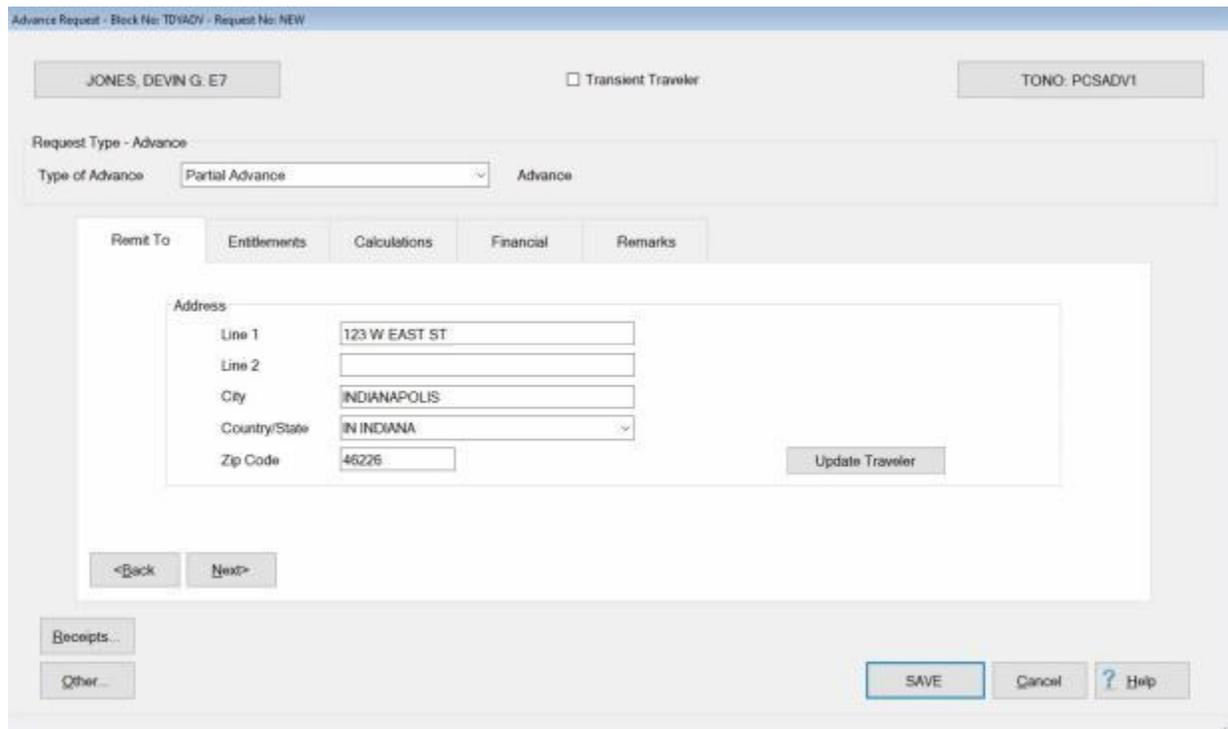 Advance Request - Block No: TDYADV - Request No: NEW
JONES, DEVIN G. E7
Transient Traveler
TONO: PCSADV1
Request Type - Advance
Type of Advance Partial Advance Advance
Remit To Entitlements Calculations Financial Remarks
Address
Line 1 123 W EAST ST
Line 2
City INDIANAPOLIS
Country/State IN INDIANA
Zip Code 46226
Update Traveler
<Back Next>
Receipts...
Other...
SAVE Cancel ? Help